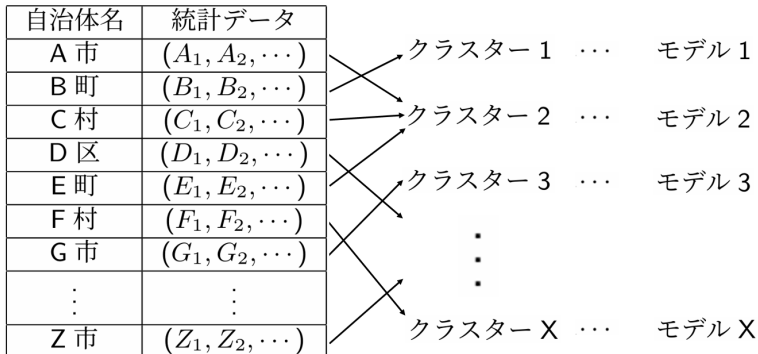 自治体名 統計データ
A 市 (A₁, A₂, ⋯) クラスター 1 ⋯ モデル 1
B 町 (B₁, B₂, ⋯)
C 村 (C₁, C₂, ⋯) クラスター 2 ⋯ モデル 2
D 区 (D₁, D₂, ⋯)
E 町 (E₁, E₂, ⋯) クラスター 3 ⋯ モデル 3
F 村 (F₁, F₂, ⋯)
G 市 (G₁, G₂, ⋯)
⋮ ⋮ ⋮
Z 市 (Z₁, Z₂, ⋯) クラスター X ⋯ モデル X